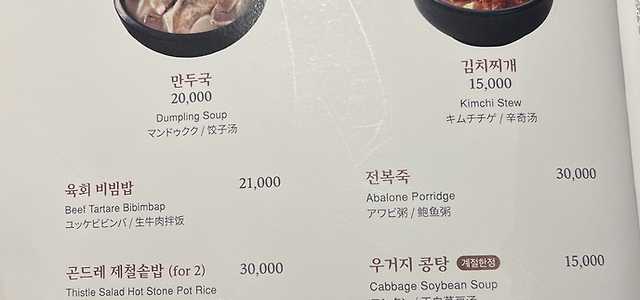 만두국
20,000
Dumpling Soup
マンドゥクク / 饺子汤
김치찌개
15,000
Kimchi Stew
キムチチゲ / 辛奇汤
육회 비빔밥 21,000
Beef Tartare Bibimbap
ユッケビビンバ / 生牛肉拌饭
전복죽 30,000
Abalone Porridge
アワビ粥 / 鲍鱼粥
곤드레 제철솥밥 (for 2) 30,000
Thistle Salad Hot Stone Pot Rice
우거지 콩탕 계절한정 15,000
Cabbage Soybean Soup